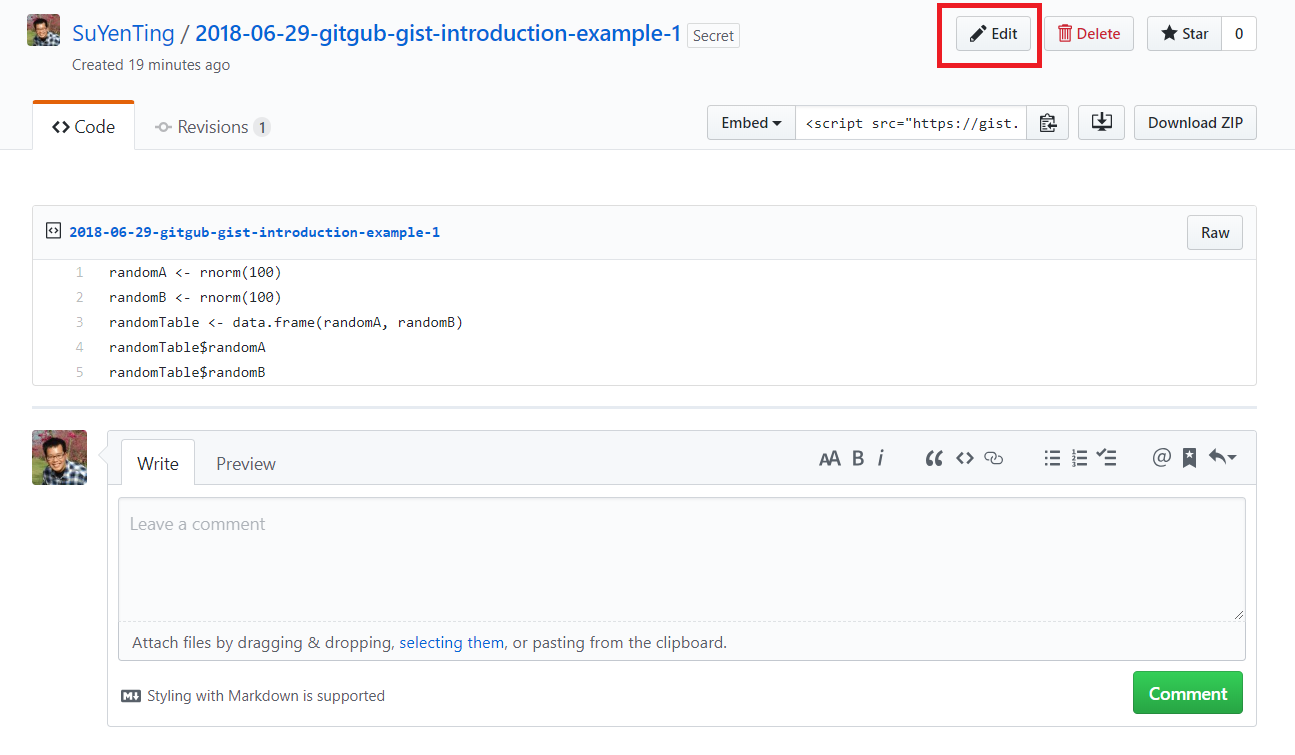 SuYenTing / 2018-06-29-gitgub-gist-introduction-example-1 Secret
Edit
Delete
Star
0
Created 19 minutes ago
<> Code
Revisions 1
Embed
<script src="https://gist.
Download ZIP
2018-06-29-gitgub-gist-introduction-example-1
Raw
1 randomA <- rnorm(100)
2 randomB <- rnorm(100)
3 randomTable <- data.frame(randomA, randomB)
4 randomTable$randomA
5 randomTable$randomB
Write
Preview
AA B i “ <> @
Leave a comment
Attach files by dragging & dropping, selecting them, or pasting from the clipboard.
M↓ Styling with Markdown is supported
Comment